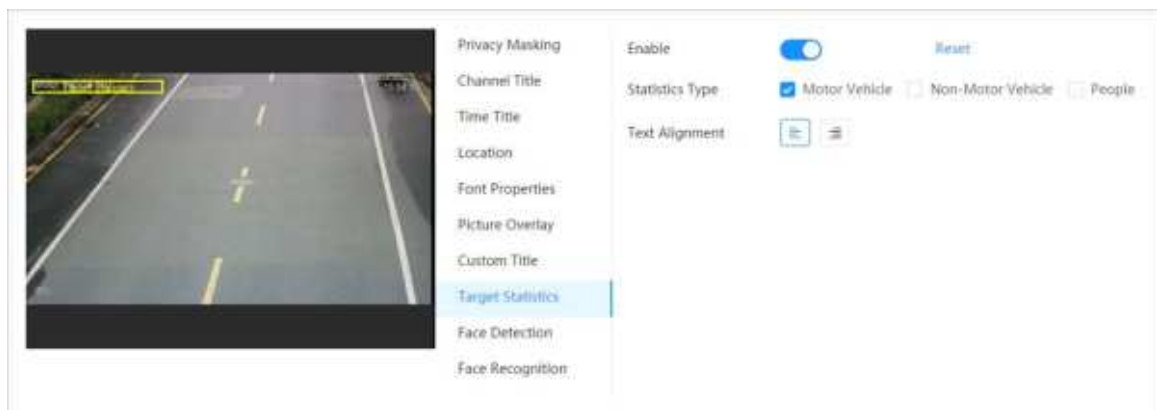 Privacy Masking
Channel Title
Time Title
Location
Font Properties
Picture Overlay
Custom Title
Target Statistics
Face Detection
Face Recognition
Enable Reset
Statistics Type Motor Vehicle Non-Motor Vehicle People
Text Alignment